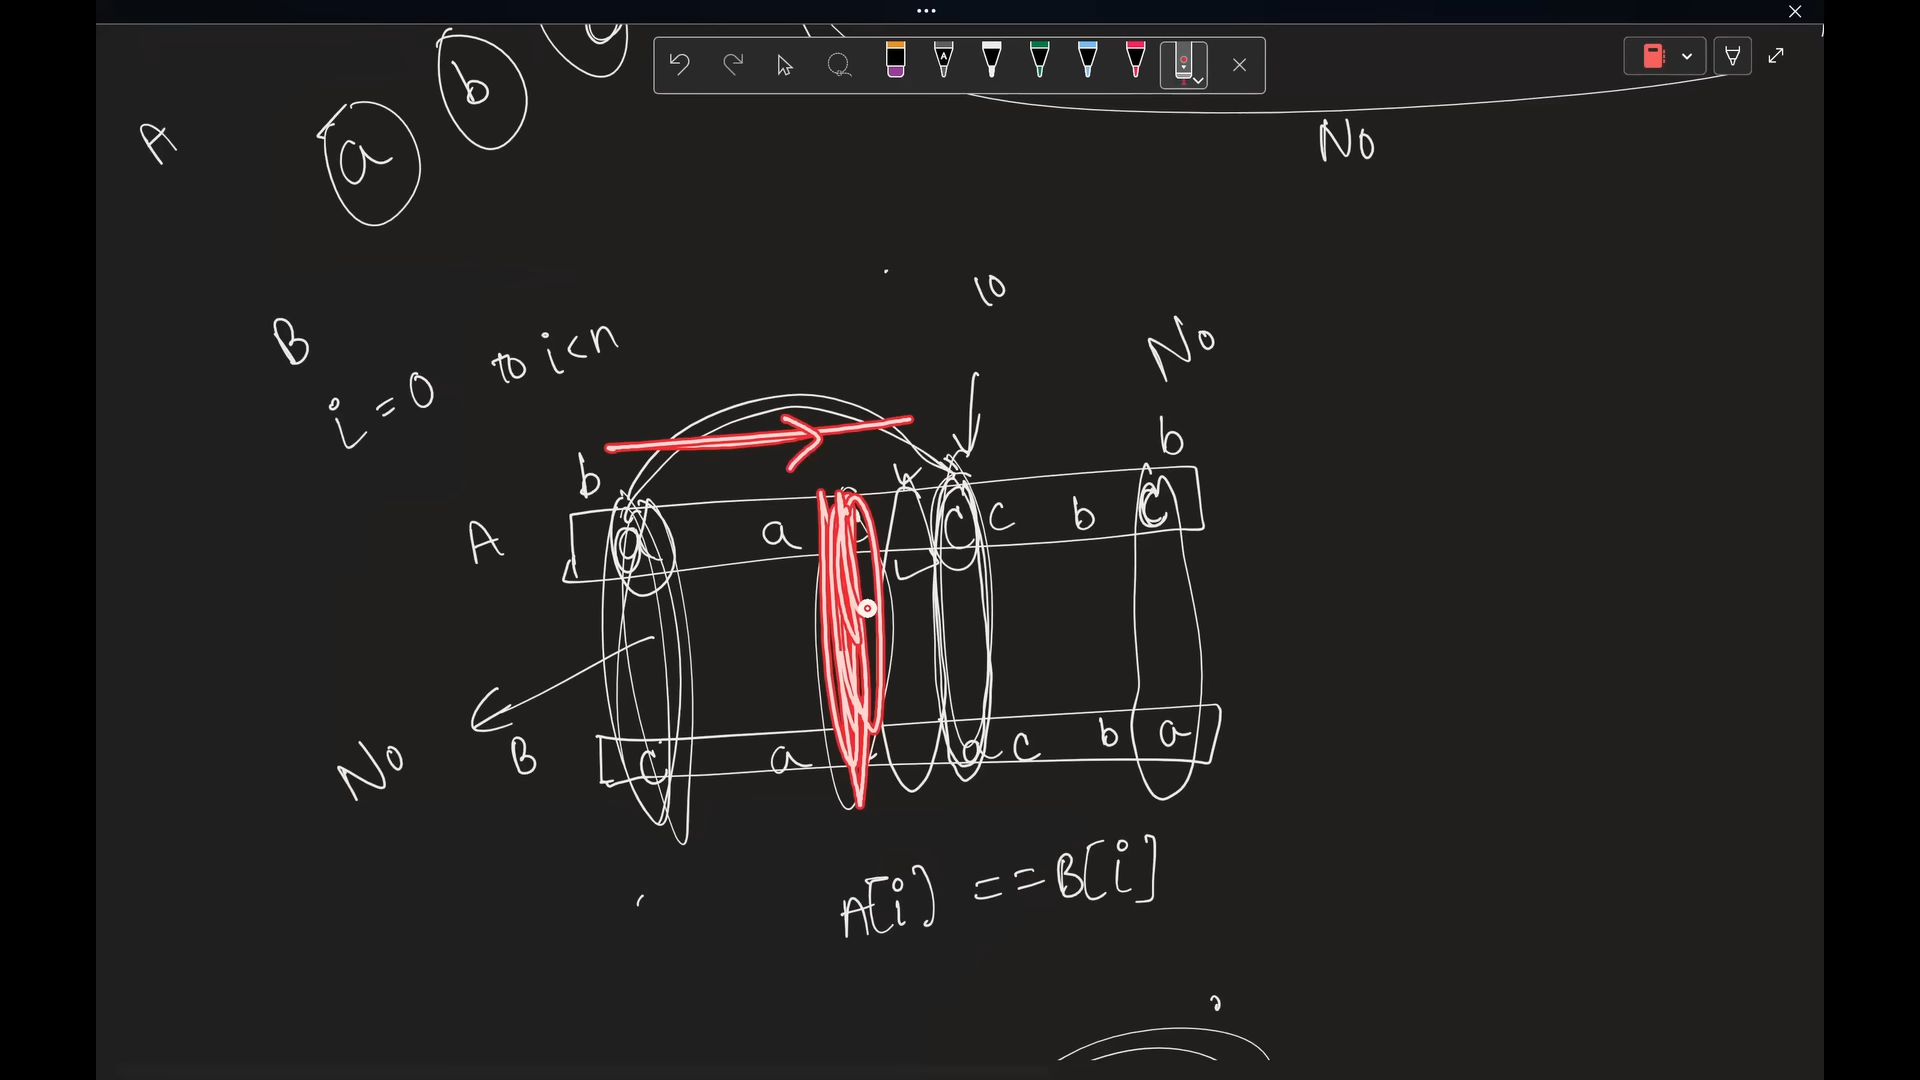 b
A a
No
10
B
i=0 to i<n
No
b b
A a a c c b c
B c a a c b a
No
A[i] == B[i]